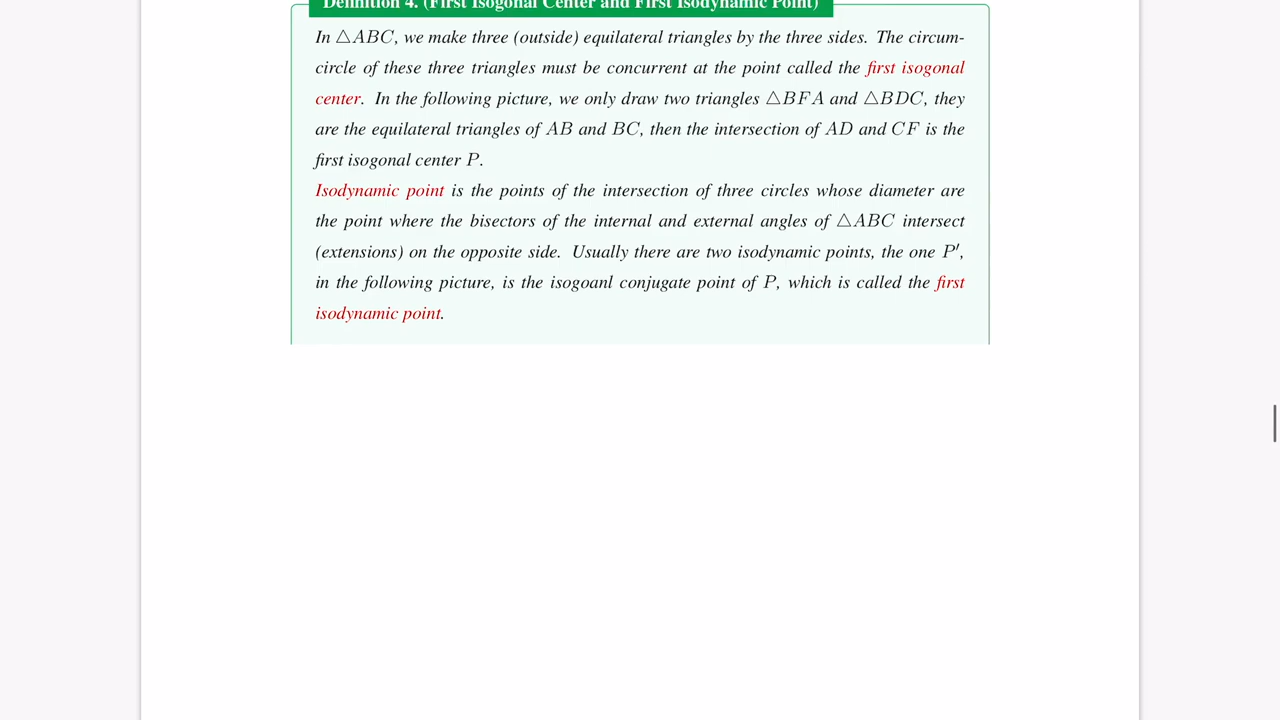 Definition 4. (First Isogonal Center and First Isodynamic Point)
In △ABC, we make three (outside) equilateral triangles by the three sides. The circum-
circle of these three triangles must be concurrent at the point called the first isogonal
center. In the following picture, we only draw two triangles △BFA and △BDC, they
are the equilateral triangles of AB and BC, then the intersection of AD and CF is the
first isogonal center P.
Isodynamic point is the points of the intersection of three circles whose diameter are
the point where the bisectors of the internal and external angles of △ABC intersect
(extensions) on the opposite side. Usually there are two isodynamic points, the one P′,
in the following picture, is the isogoanl conjugate point of P, which is called the first
isodynamic point.